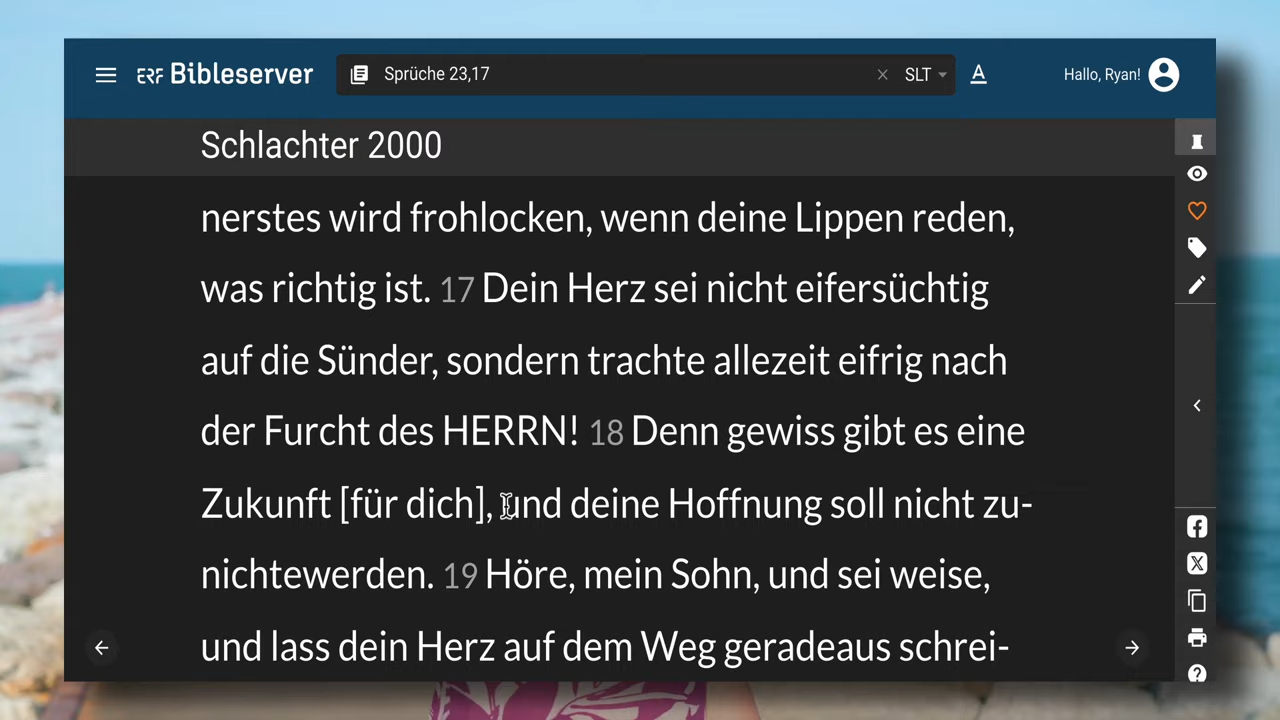 ERF Bibleserver
Sprüche 23,17
SLT
A
Hallo, Ryan!
Schlachter 2000
nerstes wird frohlocken, wenn deine Lippen reden,
was richtig ist. 17 Dein Herz sei nicht eifersüchtig
auf die Sünder, sondern trachte allezeit eifrig nach
der Furcht des HERRN! 18 Denn gewiss gibt es eine
Zukunft [für dich], und deine Hoffnung soll nicht zu-
nichtewerden. 19 Höre, mein Sohn, und sei weise,
und lass dein Herz auf dem Weg geradeaus schrei-